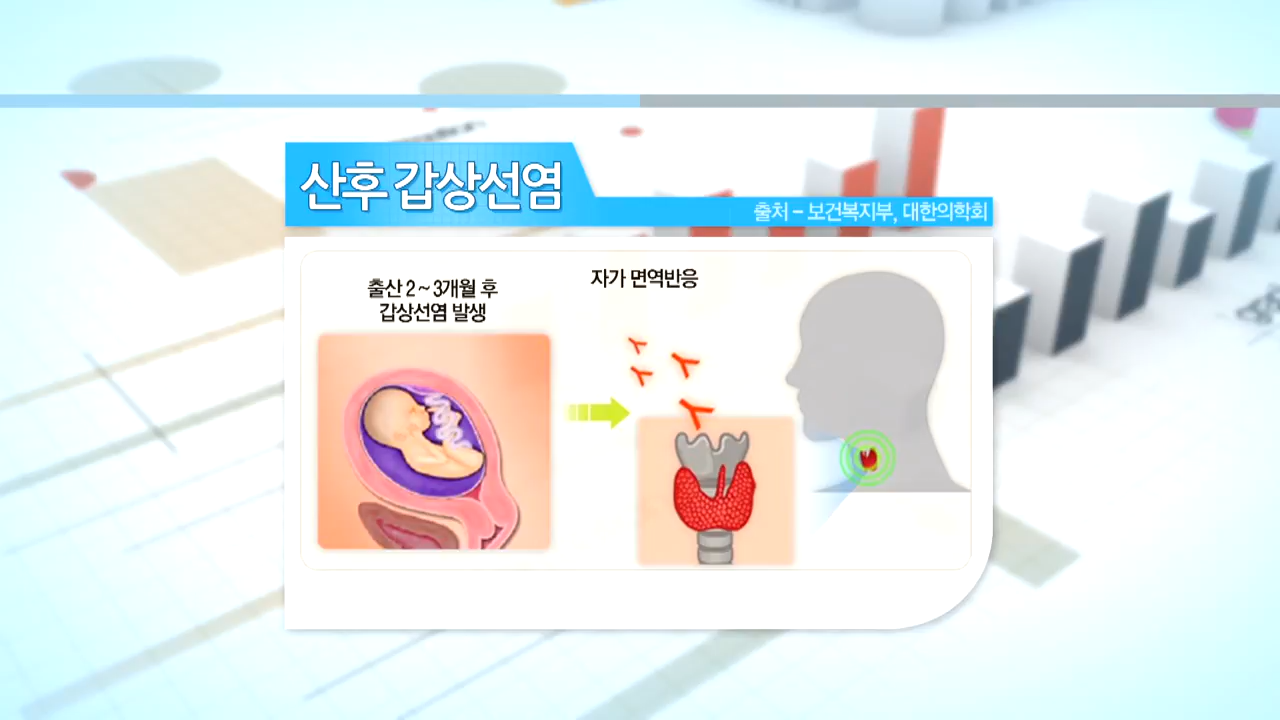 산후 갑상선염
출처 – 보건복지부, 대한의학회
출산 2 ~ 3개월 후
갑상선염 발생
자가 면역반응